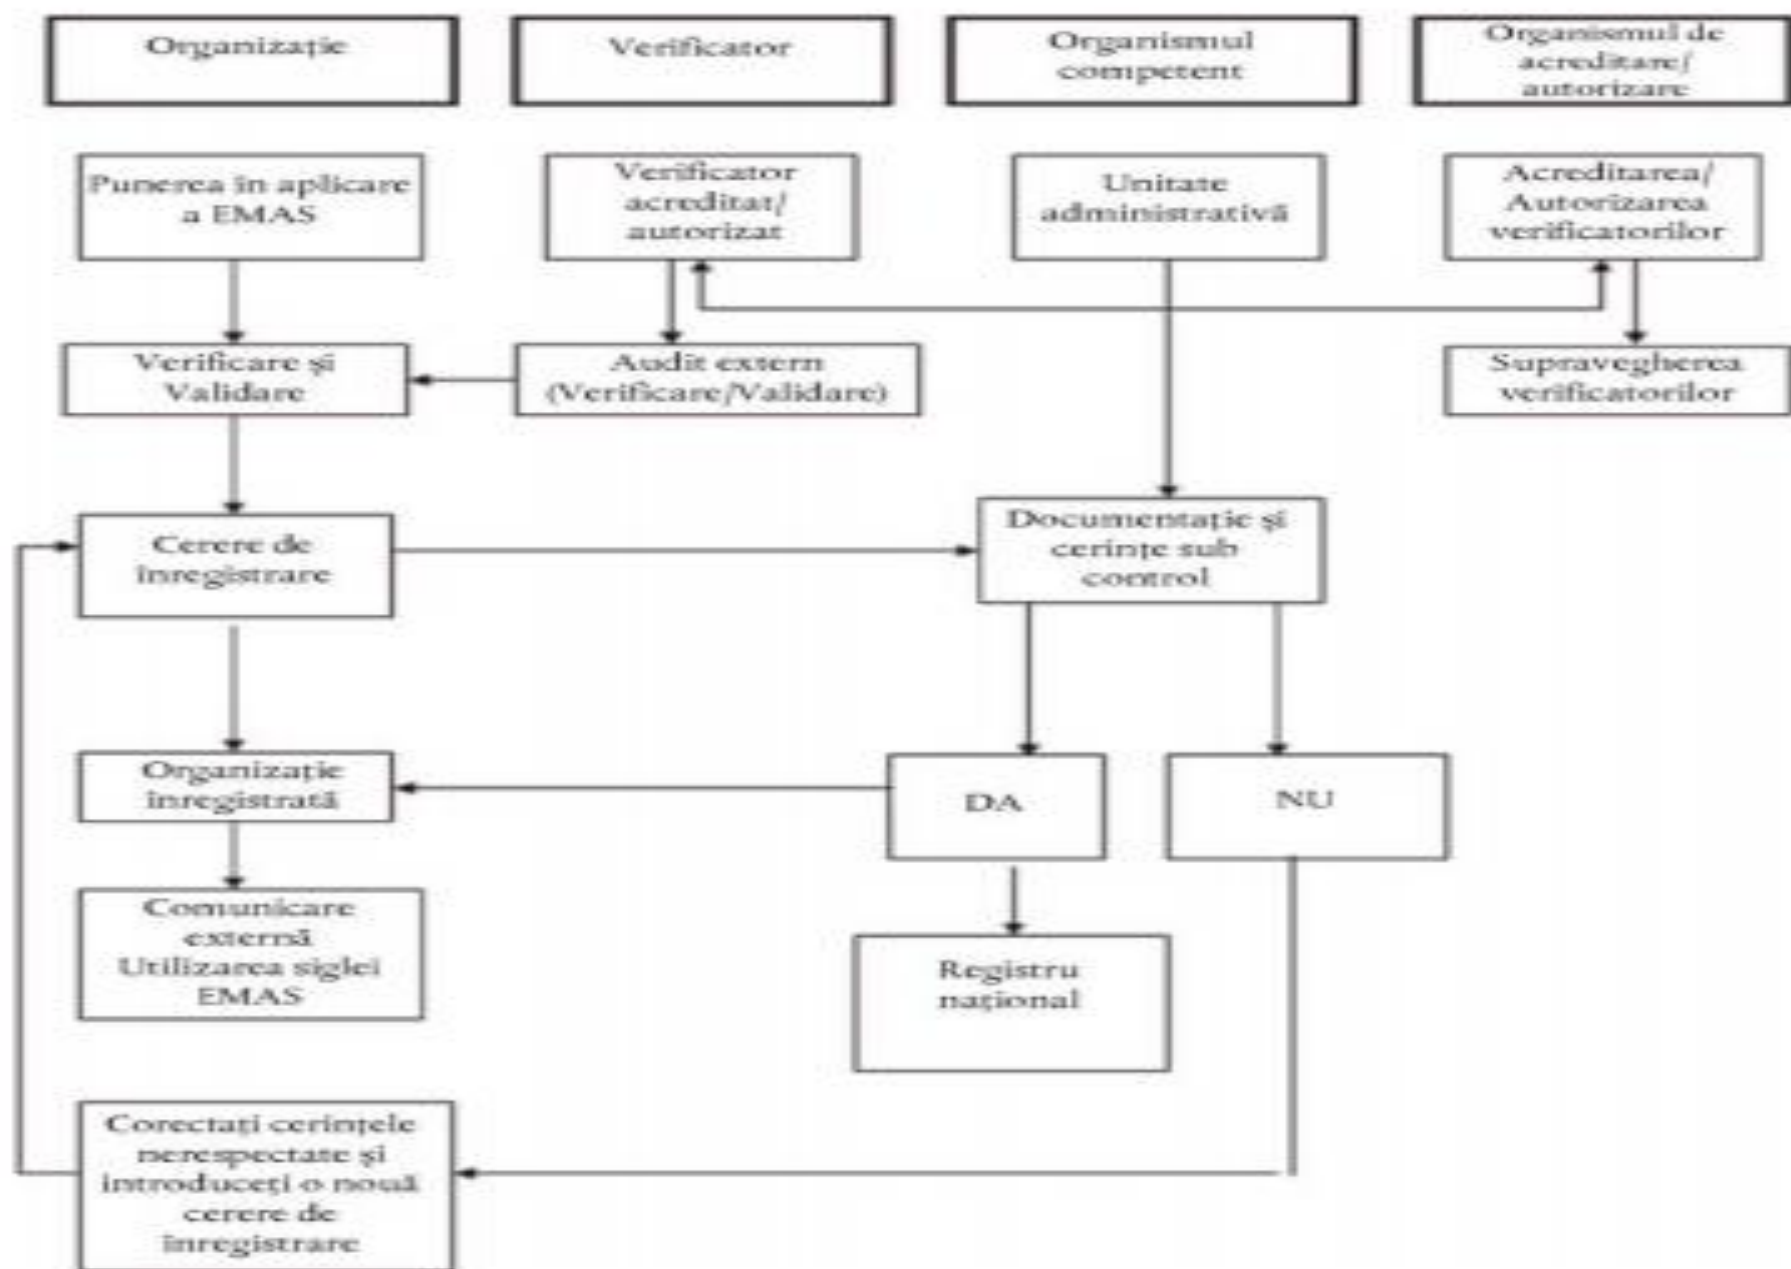 Organizație
Verificator
Organismul
competent
Organismul de
acreditare/
autorizare
Punerea în aplicare
a EMAS
Verificator
acreditat/
autorizat
Unitate
administrativă
Acreditarea/
Autorizarea
verificatorilor
Verificare și
Validare
Audit extern
(Verificare/Validare)
Supravegherea
verificatorilor
Cerere de
înregistrare
Documentație și
cerințe sub
control
Organizație
înregistrată
DA
NU
Comunicare
externă
Utilizarea siglei
EMAS
Registru
național
Corectați cerințele
nerespectate și
introduceți o nouă
cerere de
înregistrare